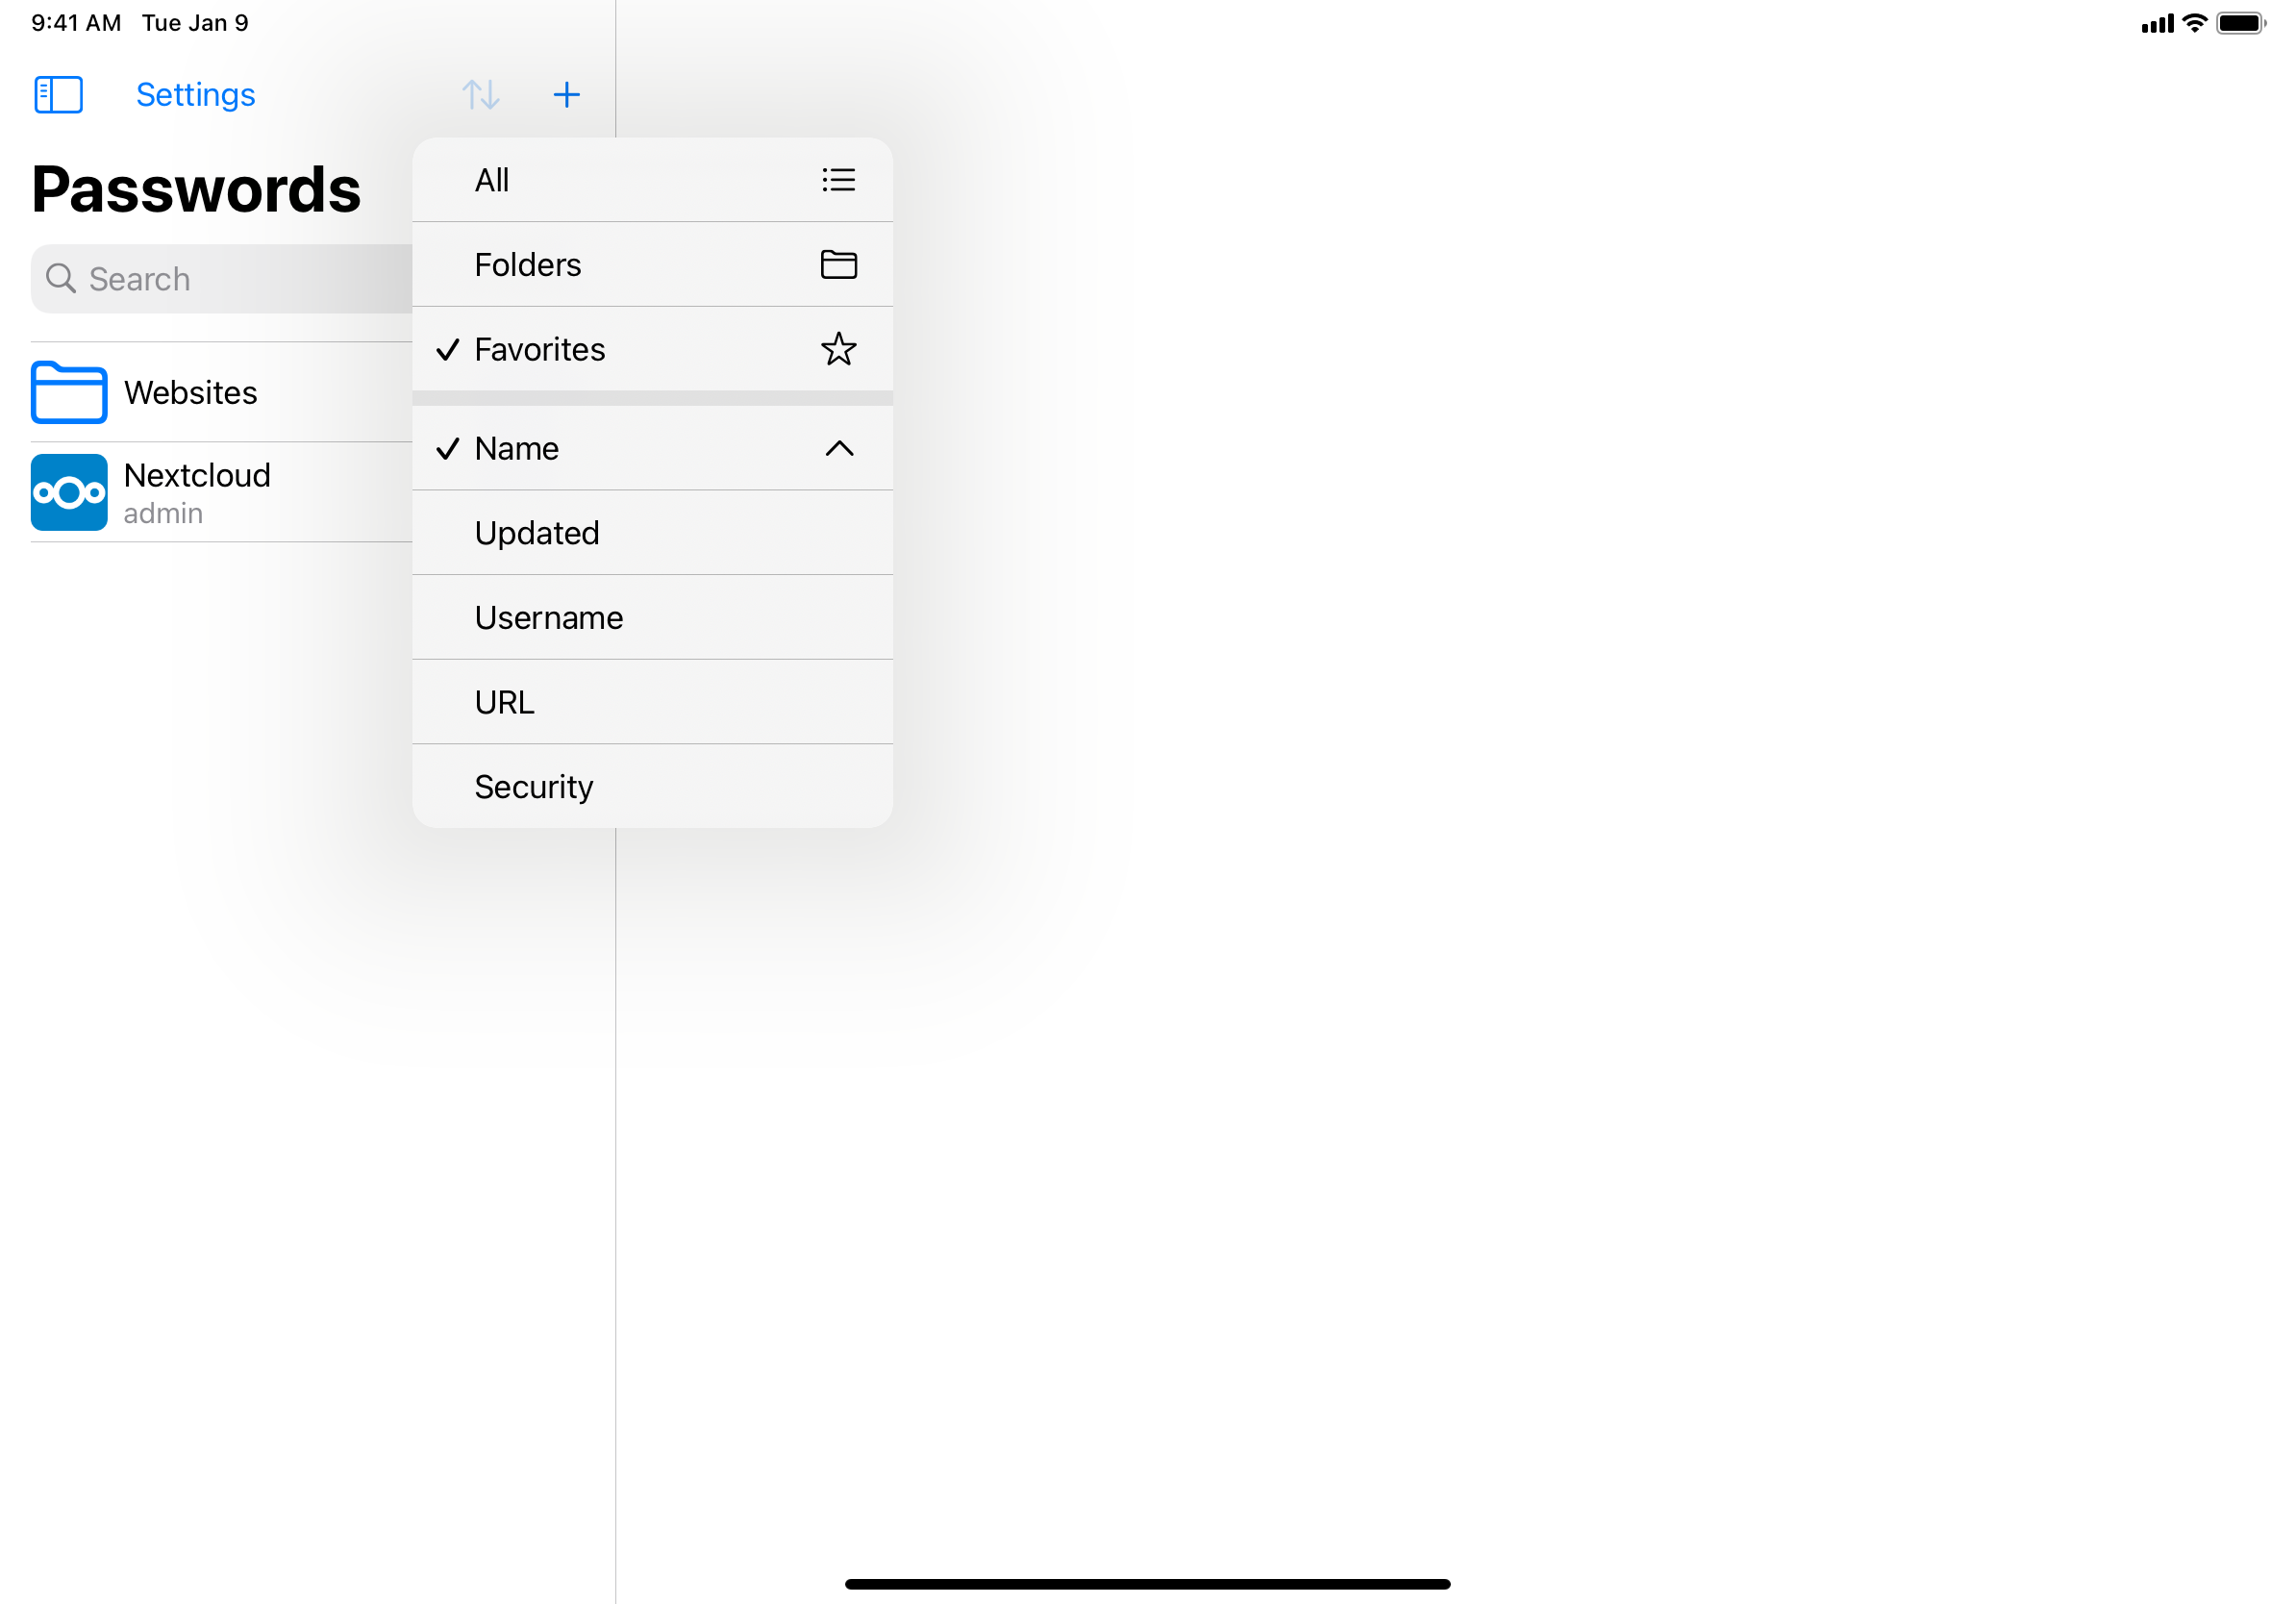 9:41 AM Tue Jan 9
Settings
Passwords
Search
Websites
Nextcloud
admin
All
Folders
Favorites
Name
Updated
Username
URL
Security